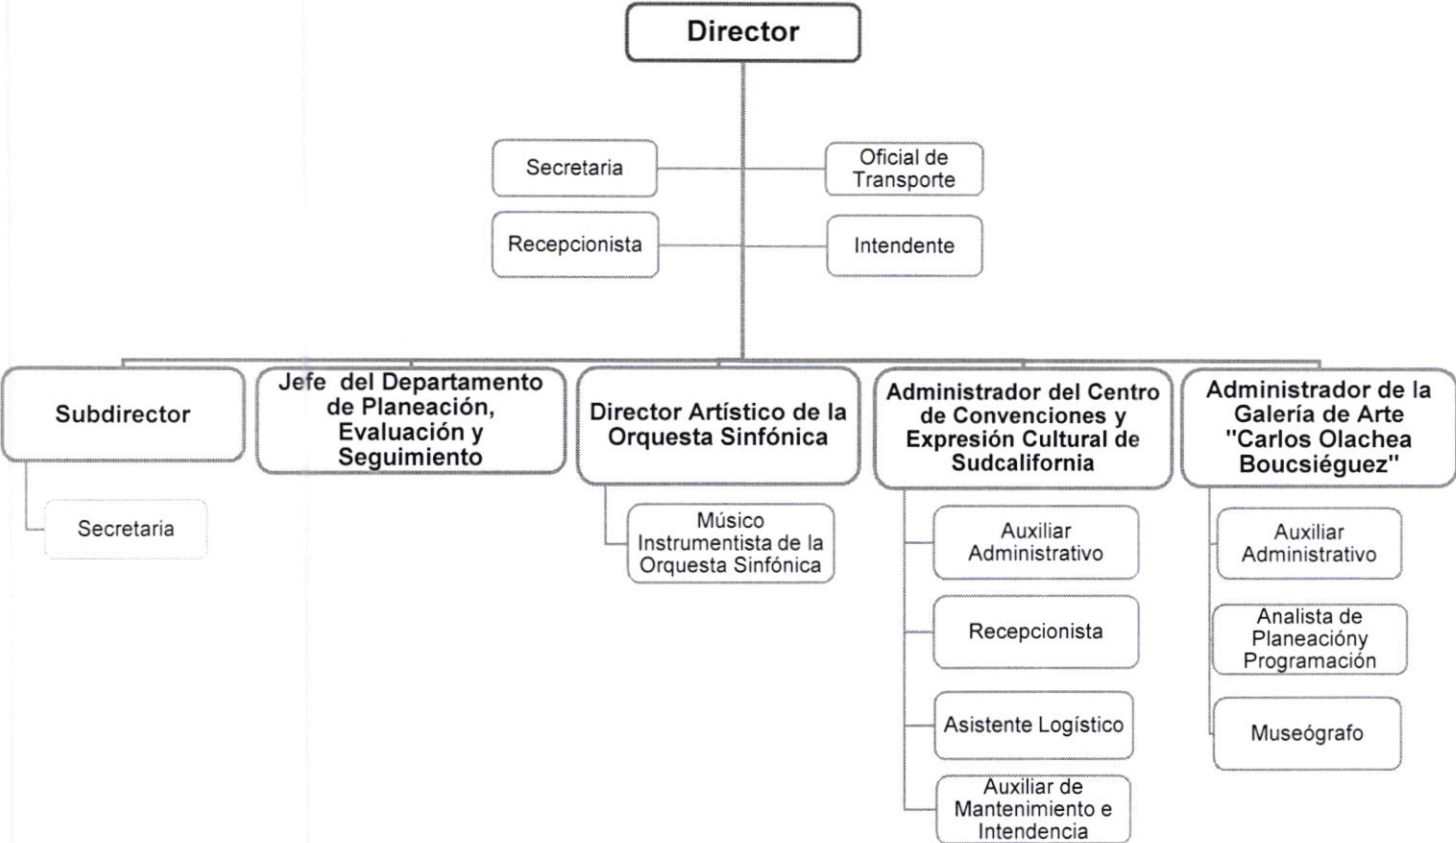 Director
Secretaria
Oficial de
Transporte
Recepcionista
Intendente
Subdirector
Jefe del Departamento
de Planeación,
Evaluación y
Seguimiento
Director Artístico de la
Orquesta Sinfónica
Administrador del Centro
de Convenciones y
Expresión Cultural de
Sudcalifornia
Administrador de la
Galería de Arte
"Carlos Olachea
Boucsiéguez"
Secretaria
Músico
Instrumentista de la
Orquesta Sinfónica
Auxiliar
Administrativo
Recepcionista
Asistente Logístico
Auxiliar de
Mantenimiento e
Intendencia
Auxiliar
Administrativo
Analista de
Planeacióny
Programación
Museógrafo